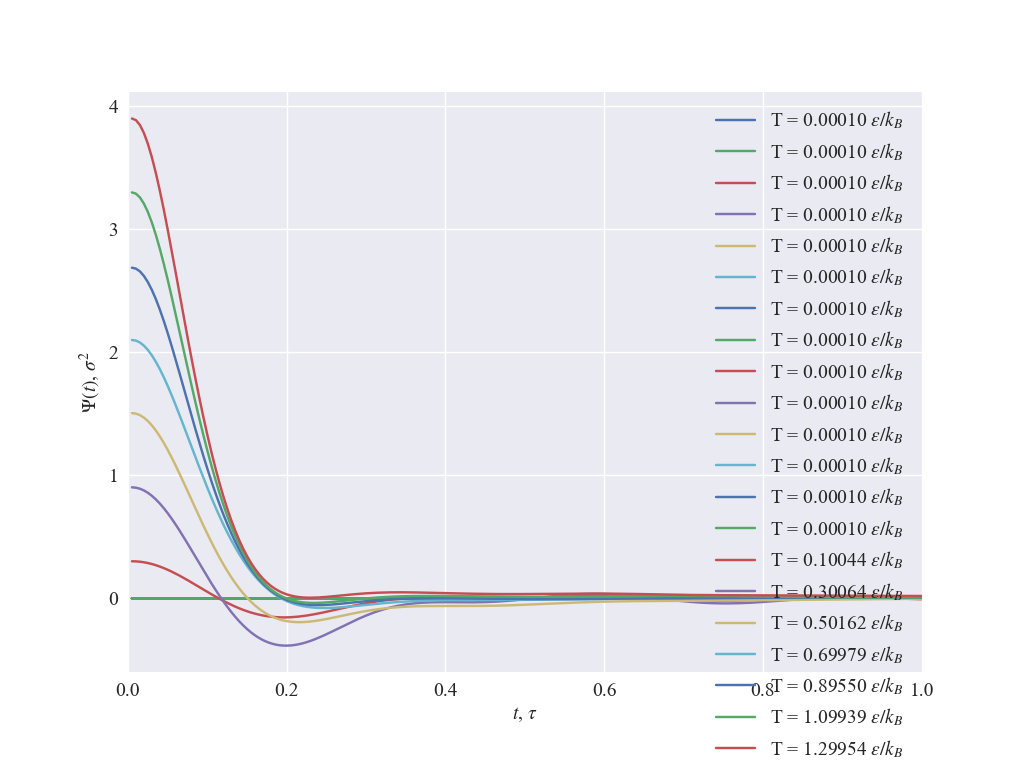 4
3
2
1
0
Ψ(t), σ²
0.0 0.2 0.4 0.6 0.8 1.0
t, τ
T = 0.00010 ε/k_B
T = 0.00010 ε/k_B
T = 0.00010 ε/k_B
T = 0.00010 ε/k_B
T = 0.00010 ε/k_B
T = 0.00010 ε/k_B
T = 0.00010 ε/k_B
T = 0.00010 ε/k_B
T = 0.00010 ε/k_B
T = 0.00010 ε/k_B
T = 0.00010 ε/k_B
T = 0.00010 ε/k_B
T = 0.00010 ε/k_B
T = 0.00010 ε/k_B
T = 0.10044 ε/k_B
T = 0.30064 ε/k_B
T = 0.50162 ε/k_B
T = 0.69979 ε/k_B
T = 0.89550 ε/k_B
T = 1.09939 ε/k_B
T = 1.29954 ε/k_B